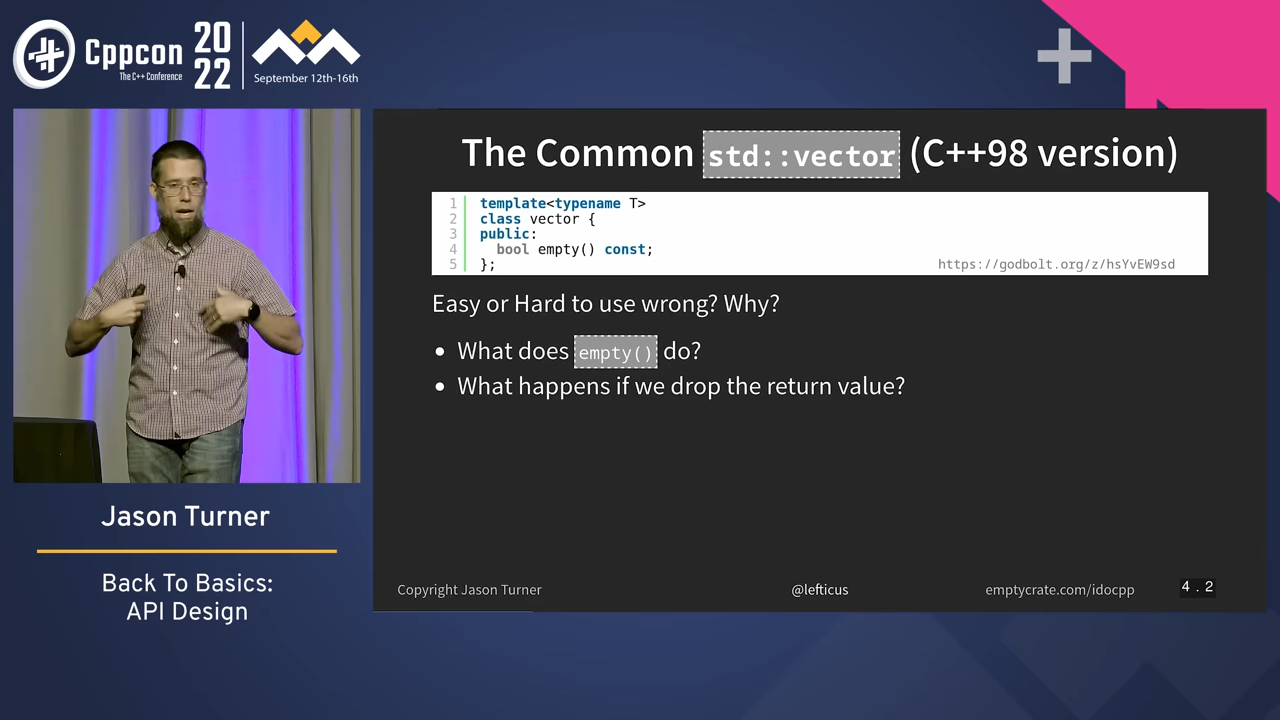 Cppcon
The C++ Conference
20
22
September 12th-16th
The Common std::vector (C++98 version)
1 template<typename T>
2 class vector {
3 public:
4 bool empty() const;
5 };
https://godbolt.org/z/hsYvEW9sd
Easy or Hard to use wrong? Why?
• What does empty() do?
• What happens if we drop the return value?
Copyright Jason Turner
@lefticus
emptycrate.com/idocpp
4.2
Jason Turner
Back To Basics:
API Design